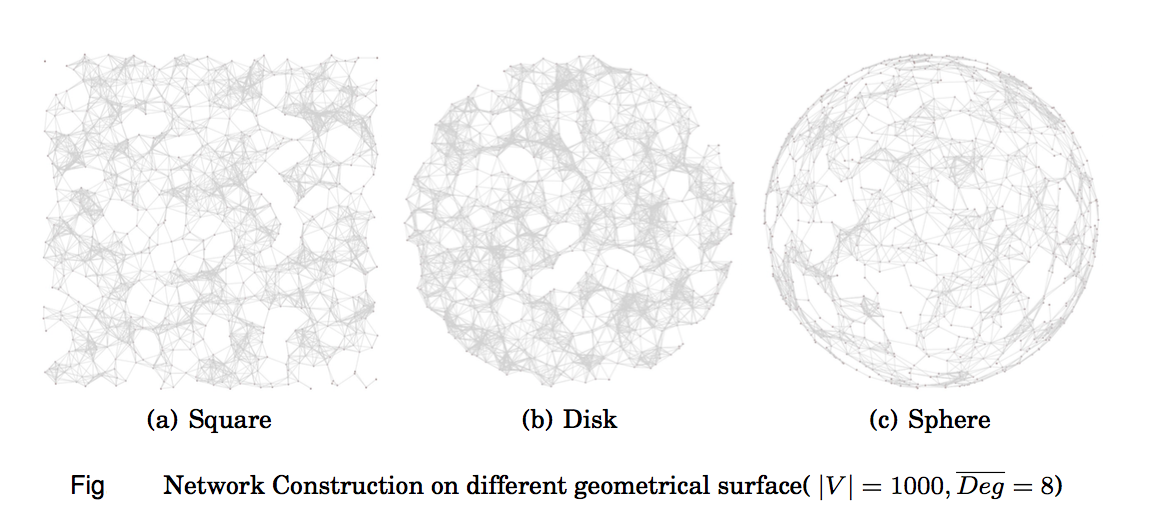 (a) Square (b) Disk (c) Sphere
Fig Network Construction on different geometrical surface( |V| = 1000, \overline{Deg} = 8)